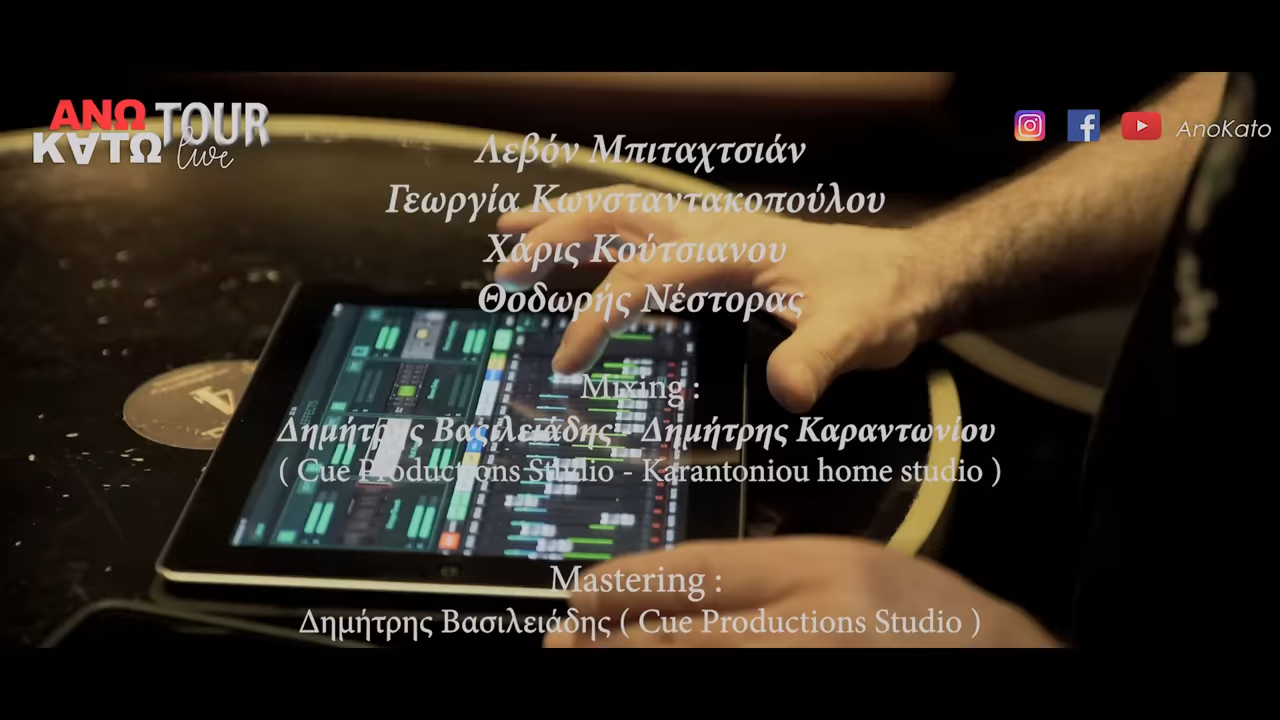 ΑΝΩ ΚΑΤΩ TOUR live
AnoKato
Λεβόν Μπιταχτσιάν
Γεωργία Κωνσταντακοπούλου
Χάρις Κούτσιανου
Θοδωρής Νέστορας
Mixing :
Δημήτρης Βασιλειάδης - Δημήτρης Καραντωνίου
( Cue Productions Studio - Karantoniou home studio )
Mastering :
Δημήτρης Βασιλειάδης ( Cue Productions Studio )